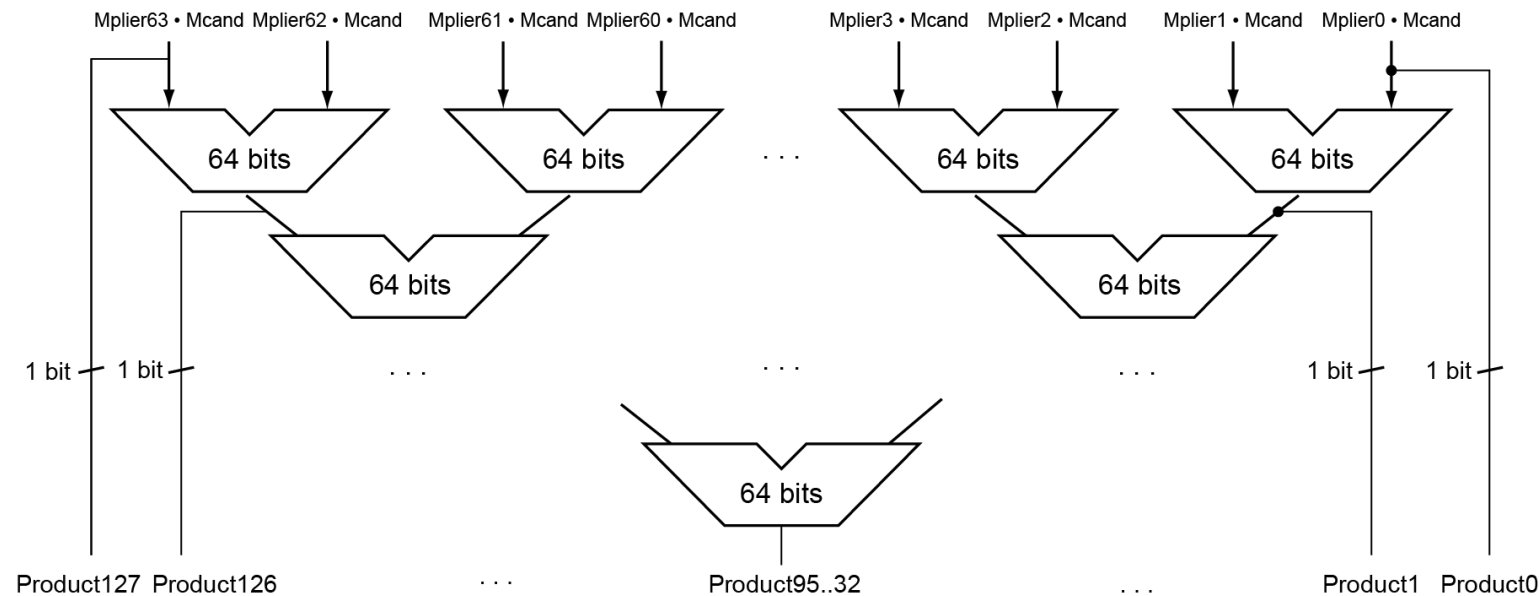 Mplier63 • Mcand Mplier62 • Mcand Mplier61 • Mcand Mplier60 • Mcand Mplier3 • Mcand Mplier2 • Mcand Mplier1 • Mcand Mplier0 • Mcand
64 bits 64 bits . . . 64 bits 64 bits
64 bits 64 bits
1 bit 1 bit . . . . . . . . . 1 bit 1 bit
64 bits
Product127 Product126 . . . Product95..32 . . . Product1 Product0